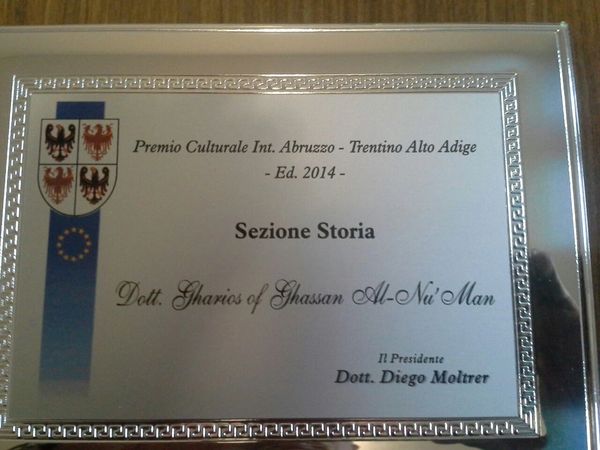 Premio Culturale Int. Abruzzo - Trentino Alto Adige
- Ed. 2014 -
Sezione Storia
Dott. Gharios of Ghassan Al-Nu'Man
Il Presidente
Dott. Diego Moltrer